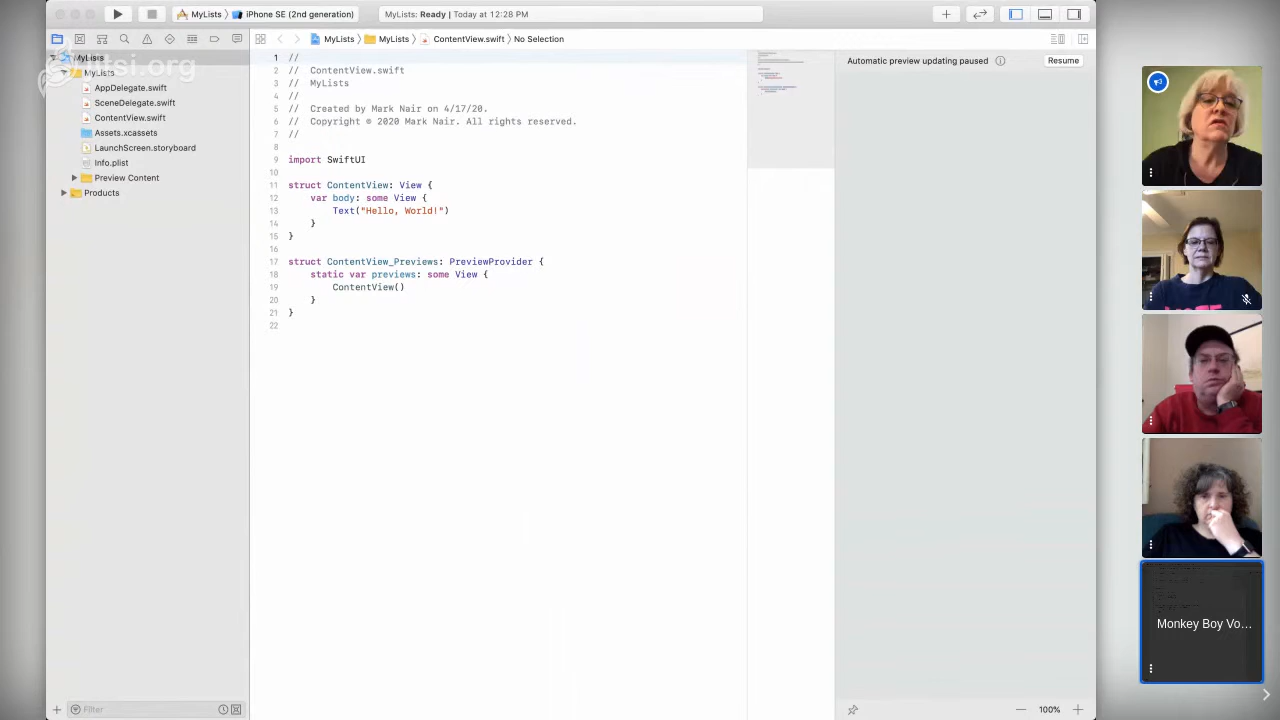 MyLists
iPhone SE (2nd generation)
MyLists: Ready | Today at 12:28 PM
MyLists
MyLists
ContentView.swift
No Selection
MyLists
MyLists
AppDelegate.swift
SceneDelegate.swift
ContentView.swift
Assets.xcassets
LaunchScreen.storyboard
Info.plist
Preview Content
Products
Filter
1 //
2 //  ContentView.swift
3 //  MyLists
4 //
5 //  Created by Mark Nair on 4/17/20.
6 //  Copyright © 2020 Mark Nair. All rights reserved.
7 //
8
9 import SwiftUI
10
11 struct ContentView: View {
12     var body: some View {
13         Text("Hello, World!")
14     }
15 }
16
17 struct ContentView_Previews: PreviewProvider {
18     static var previews: some View {
19         ContentView()
20     }
21 }
22
Automatic preview updating paused
Resume
100%
Monkey Boy Vo...